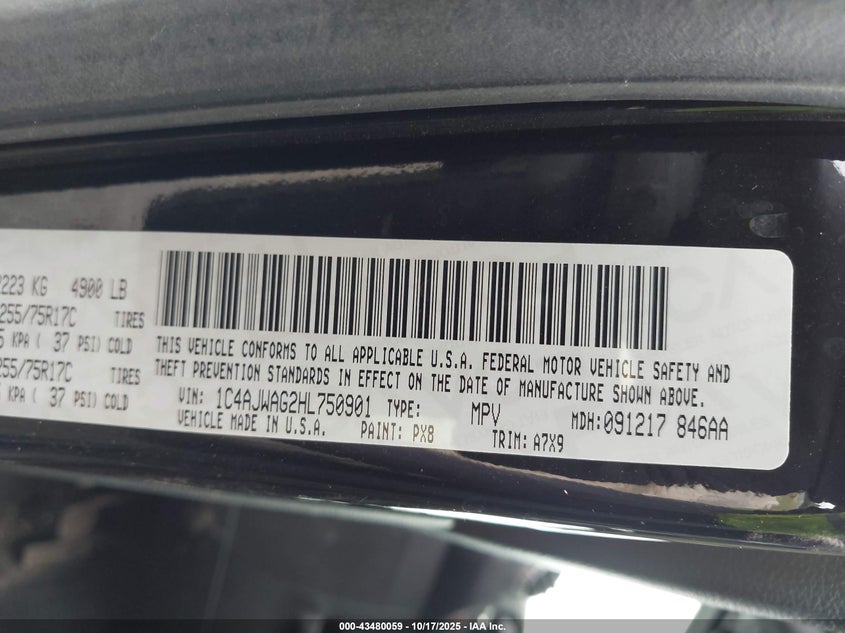 2223 KG 4900 LB
255/75R17C TIRES
KPA ( 37 PSI) COLD
255/75R17C TIRES
KPA ( 37 PSI) COLD
THIS VEHICLE CONFORMS TO ALL APPLICABLE U.S.A. FEDERAL MOTOR VEHICLE SAFETY AND
THEFT PREVENTION STANDARDS IN EFFECT ON THE DATE OF MANUFACTURE SHOWN ABOVE.
VIN: 1C4AJWAG2HL750901 TYPE: MPV MDH:091217 846AA
VEHICLE MADE IN U.S.A. PAINT: PX8 TRIM: A7X9
000-43480059 - 10/17/2025 - IAA Inc.